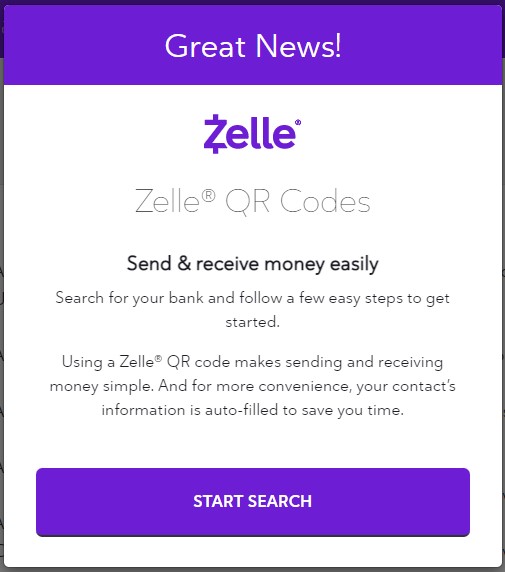 Great News!
Zelle®
Zelle® QR Codes
Send & receive money easily
Search for your bank and follow a few easy steps to get
started.
Using a Zelle® QR code makes sending and receiving
money simple. And for more convenience, your contact's
information is auto-filled to save you time.
START SEARCH